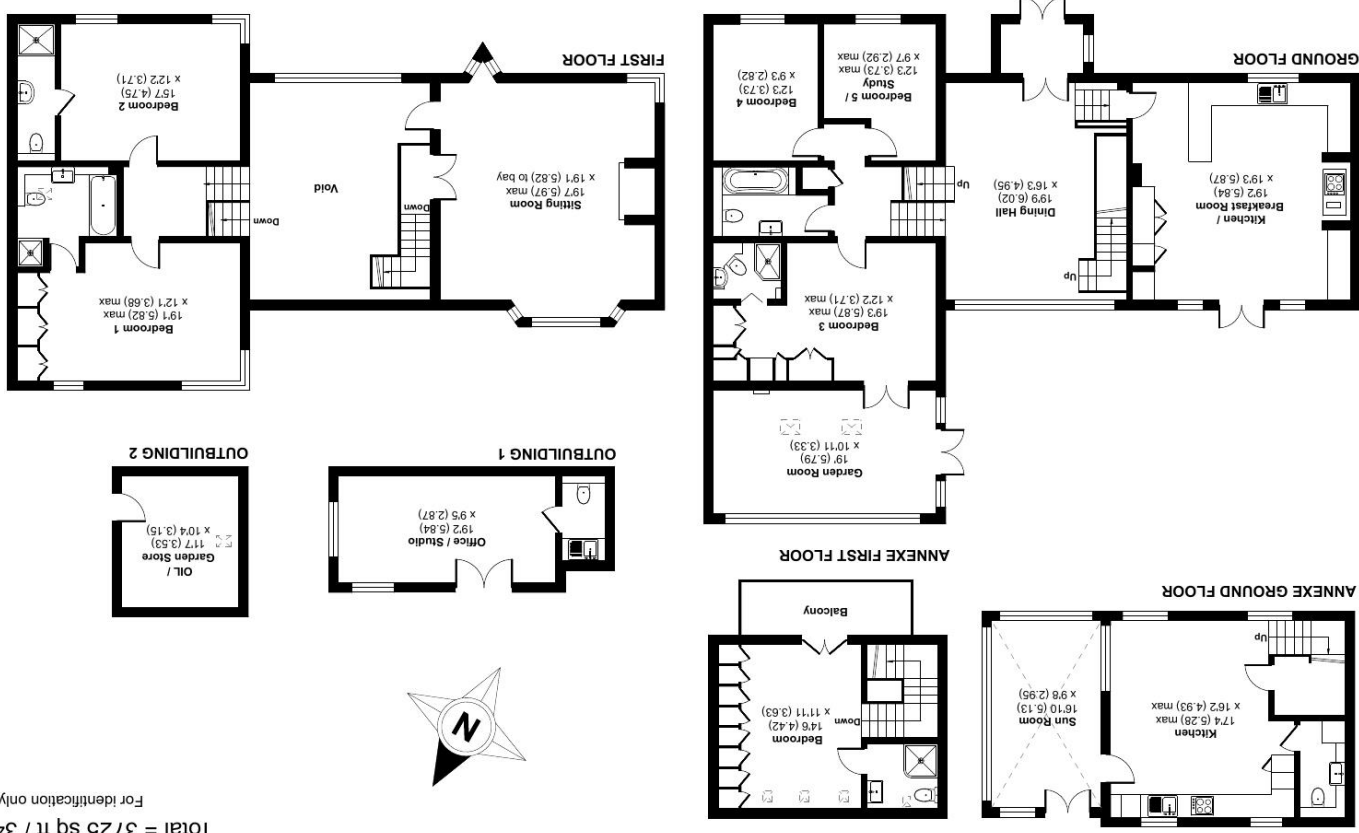 Total = 3725 sq ft / 34
For identification only
ANNEXE GROUND FLOOR
Kitchen
17'4 (5.28) max
x 16'2 (4.93) max
Sun Room
16'10 (5.13)
x 9'8 (2.95)
Up
ANNEXE FIRST FLOOR
Bedroom
14'6 (4.42)
x 11'11 (3.63)
Down
Balcony
N
OUTBUILDING 1
Office / Studio
19'2 (5.84)
x 9'5 (2.87)
OUTBUILDING 2
OIL /
Garden Store
11'7 (3.53)
x 10'4 (3.15)
GROUND FLOOR
Kitchen /
Breakfast Room
19'2 (5.84)
x 19'3 (5.87)
Up
Dining Hall
19'9 (6.02)
x 16'3 (4.95)
Up
Garden Room
19' (5.79)
x 10'11 (3.33)
Bedroom 3
19'3 (5.87) max
x 12'2 (3.71) max
Bedroom 5 /
Study
12'3 (3.73) max
x 9'7 (2.92) max
Bedroom 4
12'3 (3.73)
x 9'3 (2.82)
FIRST FLOOR
Sitting Room
19'7 (5.97) max
x 19'1 (5.82) to bay
Down
Void
Down
Bedroom 1
19'1 (5.82) max
x 12'1 (3.68) max
Bedroom 2
15'7 (4.75)
x 12'2 (3.71)